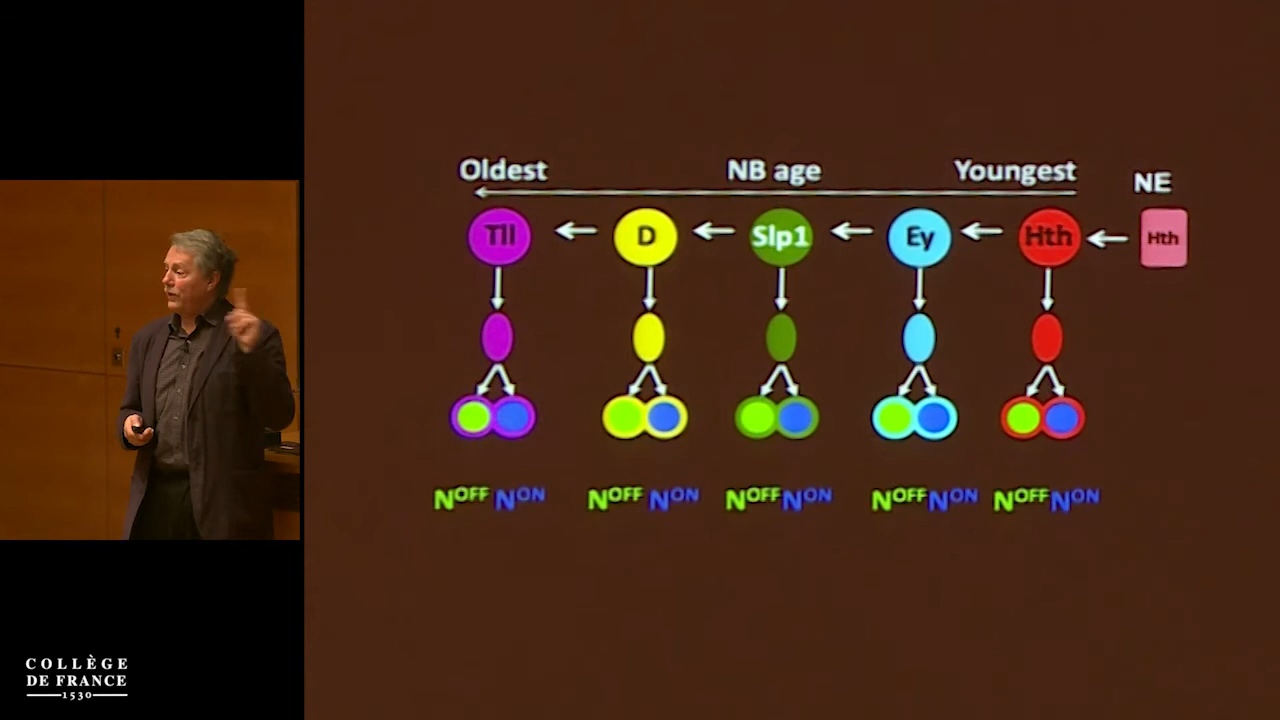 Oldest NB age Youngest
NE
Tll D Slp1 Ey Hth Hth
NOFF NON NOFF NON NOFF NON NOFF NON NOFF NON
COLLÈGE
DE FRANCE
1530